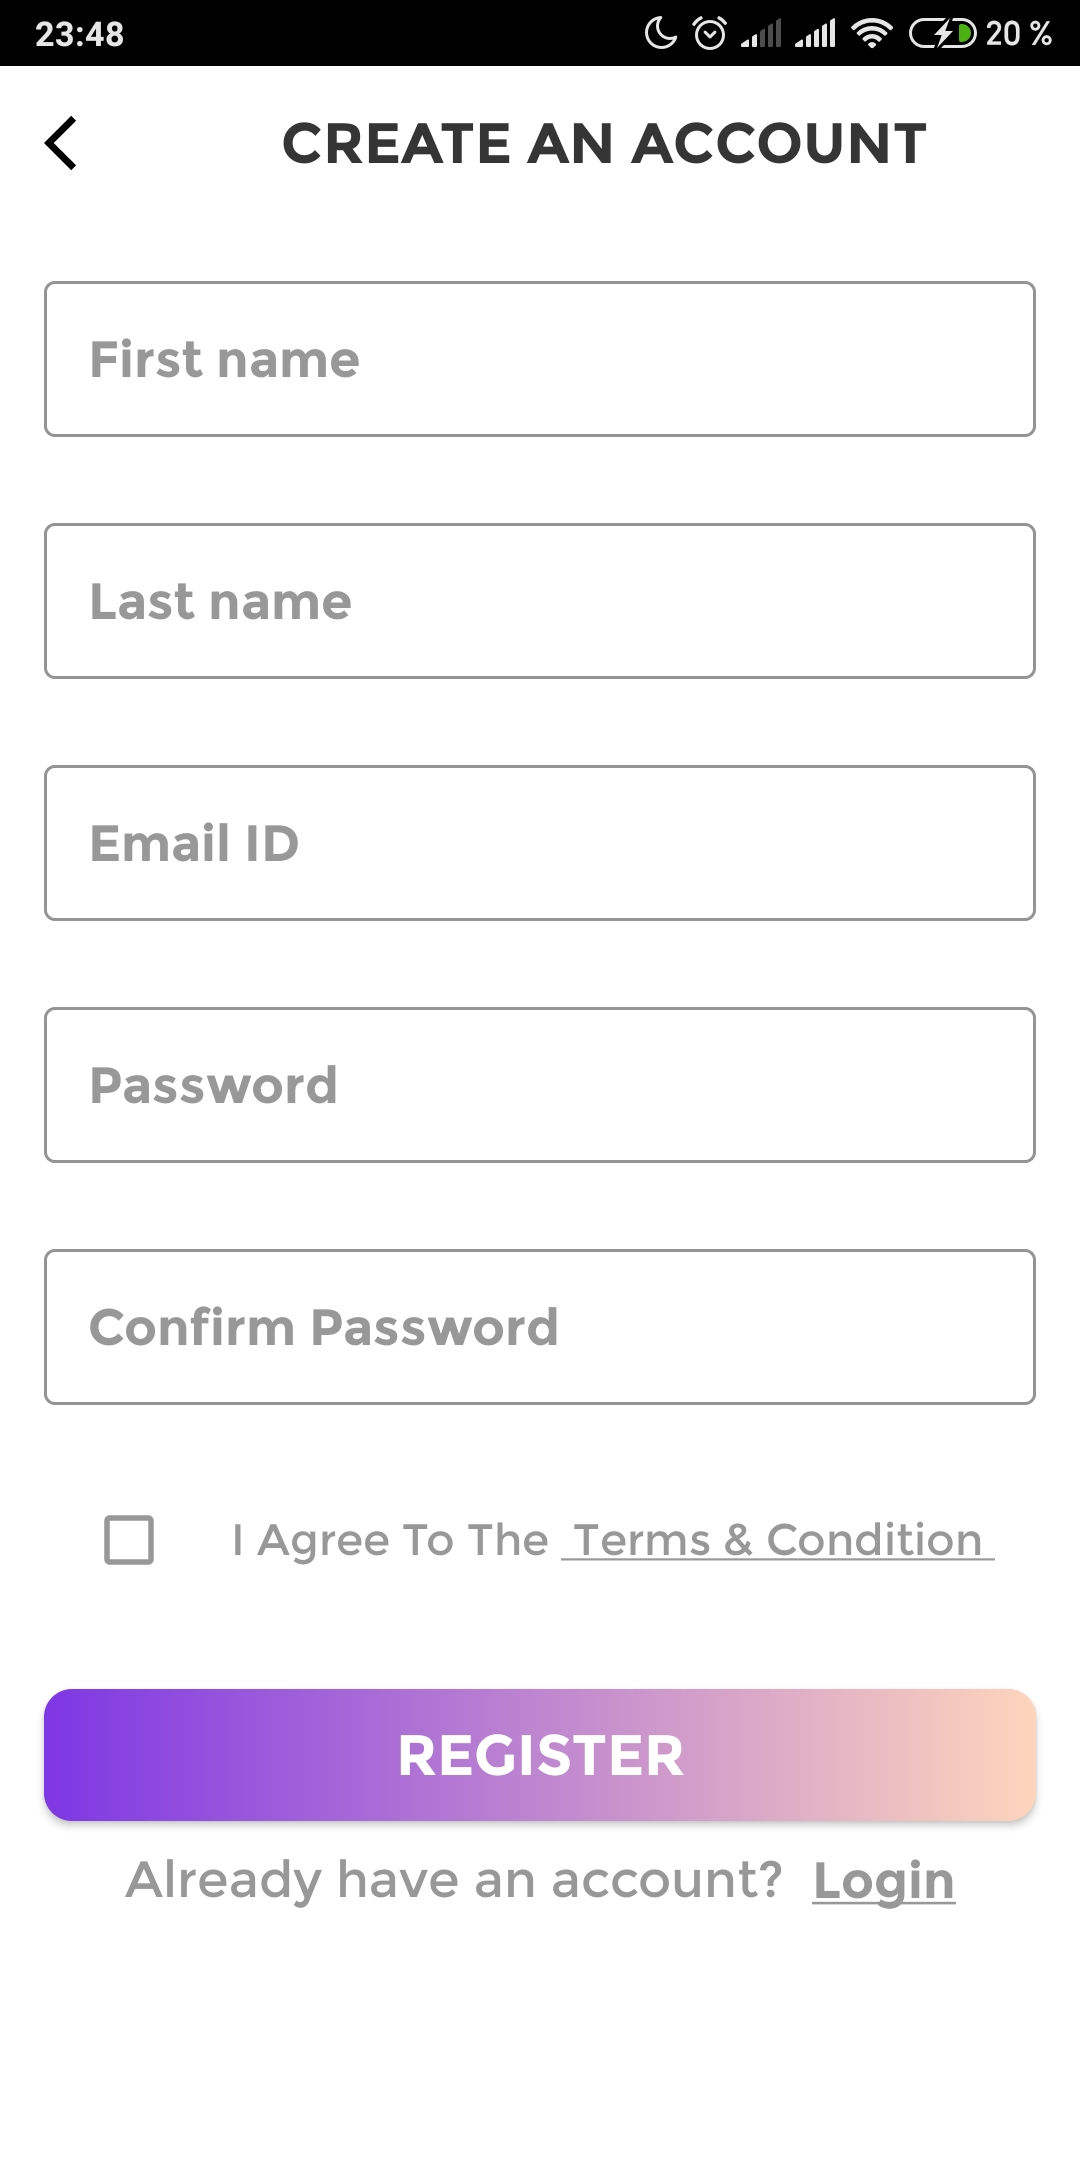 23:48 20 %
CREATE AN ACCOUNT
First name
Last name
Email ID
Password
Confirm Password
I Agree To The Terms & Condition
REGISTER
Already have an account? Login